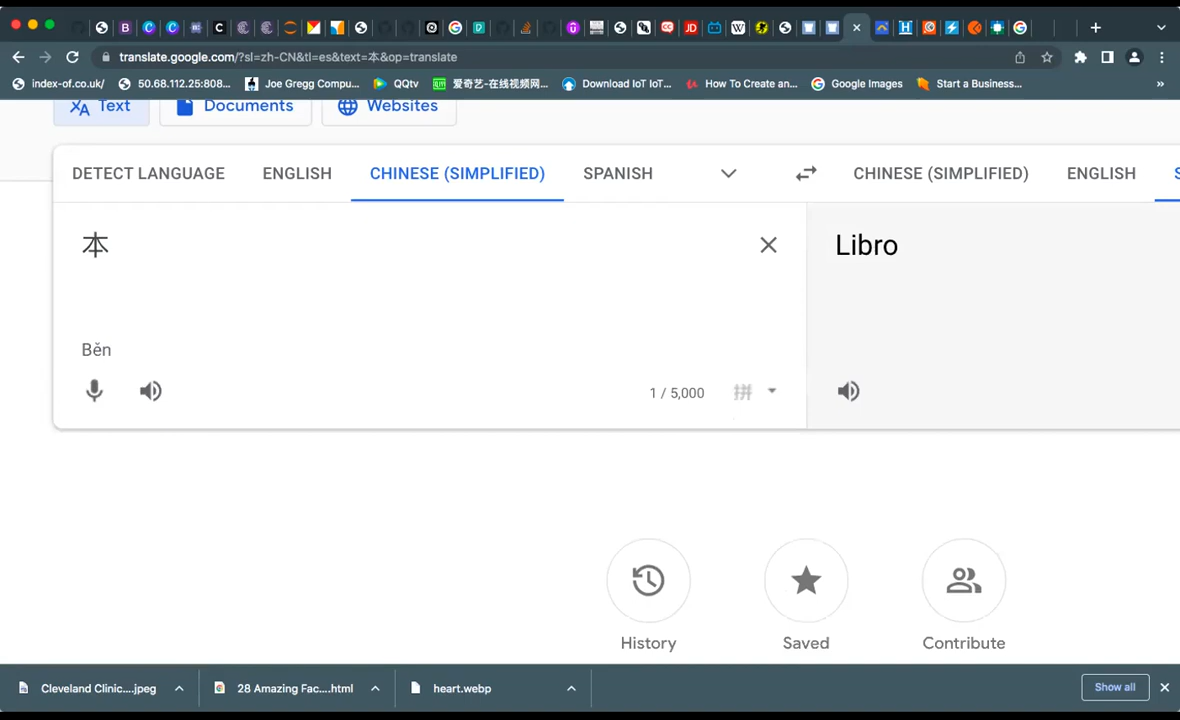 translate.google.com/?sl=zh-CN&tl=es&text=本&op=translate
index-of.co.uk/ 50.68.112.25:808... Joe Gregg Compu... QQtv 爱奇艺-在线视频网... Download IoT IoT... How To Create an... Google Images Start a Business... »
Text Documents Websites
DETECT LANGUAGE ENGLISH CHINESE (SIMPLIFIED) SPANISH CHINESE (SIMPLIFIED) ENGLISH
本 Libro
Běn
1 / 5,000 拼
History Saved Contribute
Cleveland Clinic....jpeg 28 Amazing Fac....html heart.webp Show all